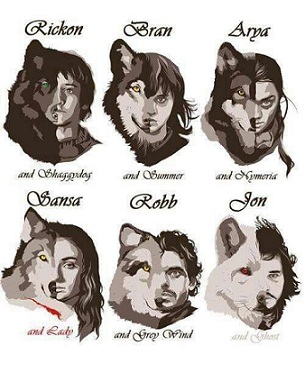 Rickon Bran Arya
and Shaggydog and Summer and Nymeria
Sansa Robb Jon
and Lady and Grey Wind and Ghost